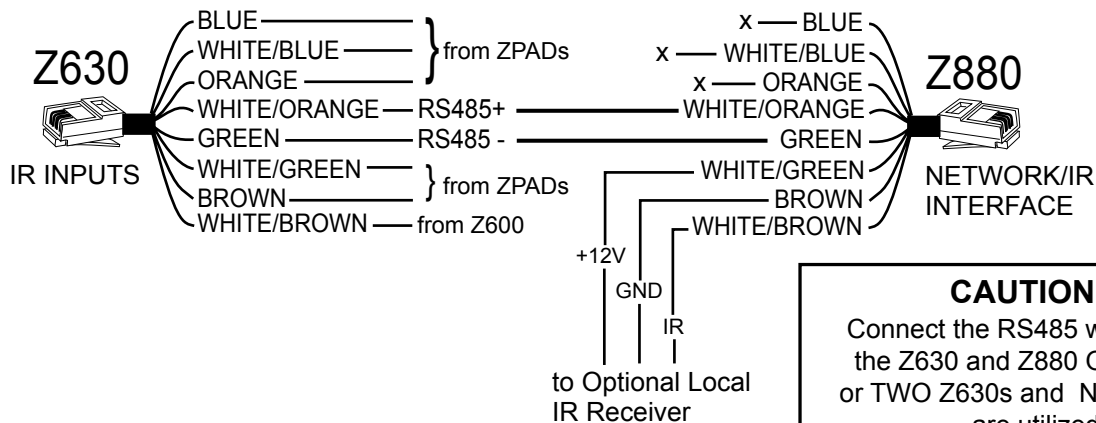 Z630
IR INPUTS
BLUE
WHITE/BLUE
ORANGE
from ZPADs
WHITE/ORANGE RS485+
GREEN RS485 -
WHITE/GREEN
BROWN
from ZPADs
WHITE/BROWN from Z600
x BLUE
x WHITE/BLUE
x ORANGE
WHITE/ORANGE
GREEN
WHITE/GREEN
BROWN
WHITE/BROWN
Z880
NETWORK/IR
INTERFACE
+12V
GND
IR
to Optional Local
IR Receiver
CAUTION
Connect the RS485
the Z630 and Z880
or TWO Z630s and
are utilized